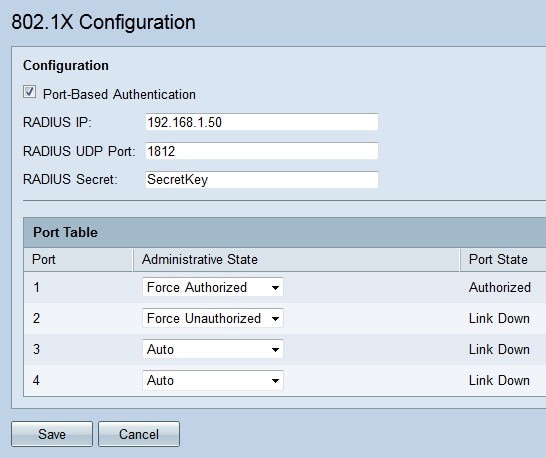 802.1X Configuration
Configuration
Port-Based Authentication
RADIUS IP: 192.168.1.50
RADIUS UDP Port: 1812
RADIUS Secret: SecretKey
Port Table
Port Administrative State Port State
1 Force Authorized Authorized
2 Force Unauthorized Link Down
3 Auto Link Down
4 Auto Link Down
Save Cancel